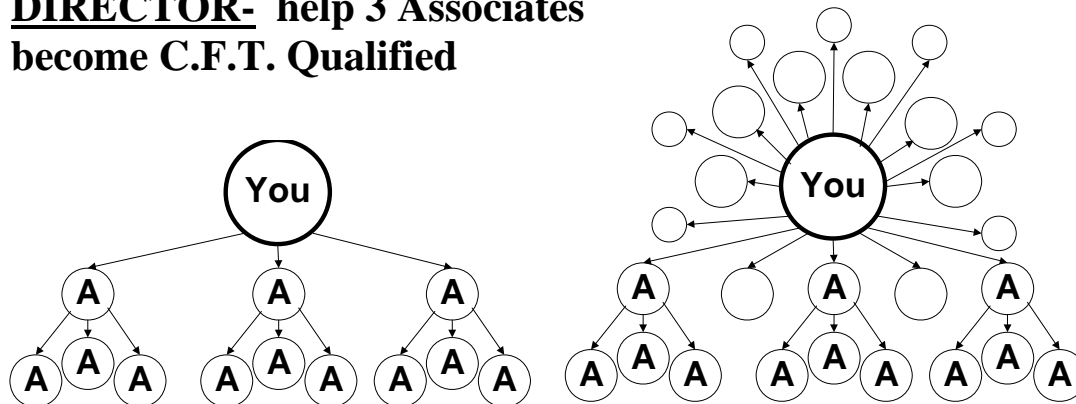 DIRECTOR- help 3 Associates
become C.F.T. Qualified
You
You
A A A A A A
A A A A A A
A A A A A A A A A A A A